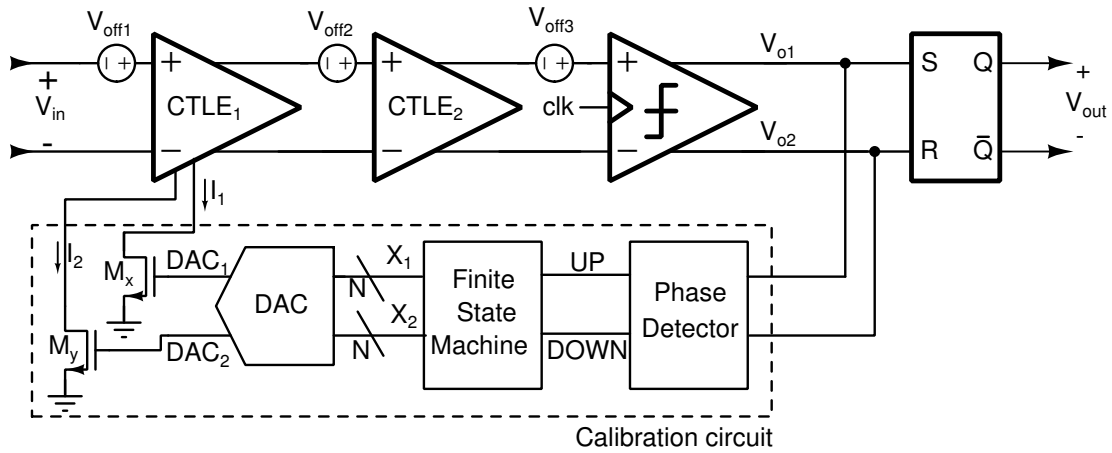 Voff1
Voff2
Voff3
Vo1
+
Vin
-
+
CTLE1
−
+
CTLE2
−
+
clk
−
Vo2
S
Q
R
Q̄
+
Vout
-
I1
I2
Mx
My
DAC1
DAC2
DAC
N
X1
N
X2
Finite
State
Machine
UP
DOWN
Phase
Detector
Calibration circuit